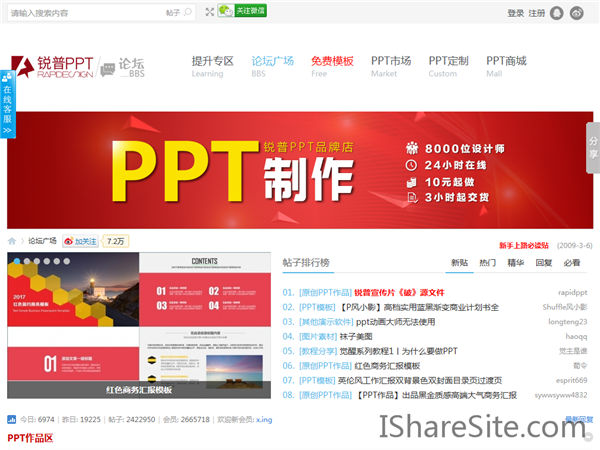 请输入搜索内容 帖子 关注微信 登录 注册
锐普PPT
RAPIDESIGN
论坛
BBS
提升专区 论坛广场 免费模板 PPT市场 PPT定制 PPT商城
Learning BBS Free Market Custom Mall
在线客服 >>
分享
PPT 锐普PPT品牌店
制作
8000位设计师
24小时在线
10元起做
3小时起交货
论坛广场 加关注 7.2万 新手上路必读贴 (2009-3-6)
2017
红色简约商务模板
CONTENTS
01 03
02 04
01
红色商务汇报模板
帖子排行榜 新贴 热门 精华 回复 必看
01. [原创PPT作品] 锐普宣传片《破》源文件 rapidppt
02. [PPT模板] 【P风小影】高档实用蓝黑渐变商业计划书全 Shuffle风小影
03. [其他演示软件] ppt动画大师无法使用 longteng23
04. [图片素材] 袜子美图 haoqq
05. [教程分享] 觉醒系列教程1丨为什么要做PPT 觉主是谁
06. [原创PPT作品] 红色商务汇报模板
07. [PPT模板] 英伦风工作汇报双背景色双封面目录页过渡页 esprit669
08. [原创PPT作品] 【PPT作品】出品黑金质感高端大气商务汇报 sywwsyww4832
今日: 6974 | 昨日: 19225 | 帖子: 2422950 | 会员: 2665718 | 欢迎新会员: x.ing 最新回复
PPT作品区
IShareSite.com